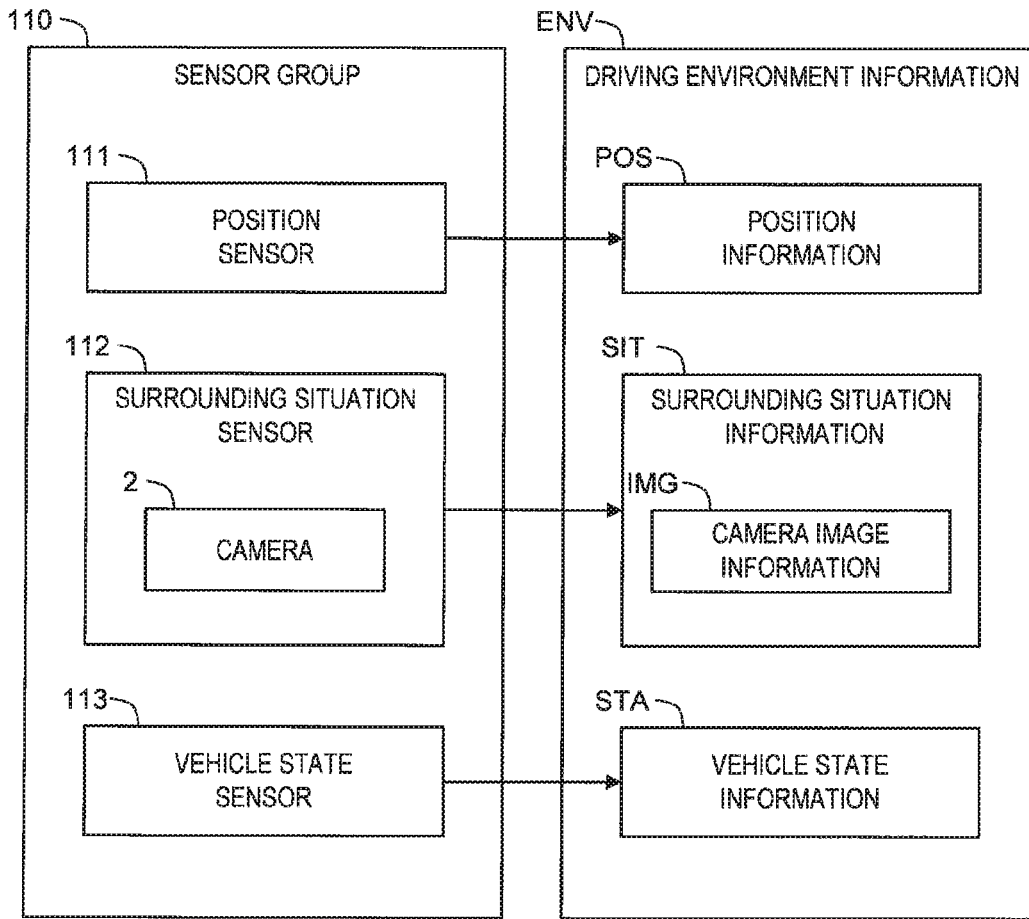 110
ENV
SENSOR GROUP
DRIVING ENVIRONMENT INFORMATION
111
POS
POSITION
SENSOR
POSITION
INFORMATION
112
SIT
SURROUNDING SITUATION
SENSOR
SURROUNDING SITUATION
INFORMATION
2
IMG
CAMERA
CAMERA IMAGE
INFORMATION
113
STA
VEHICLE STATE
SENSOR
VEHICLE STATE
INFORMATION